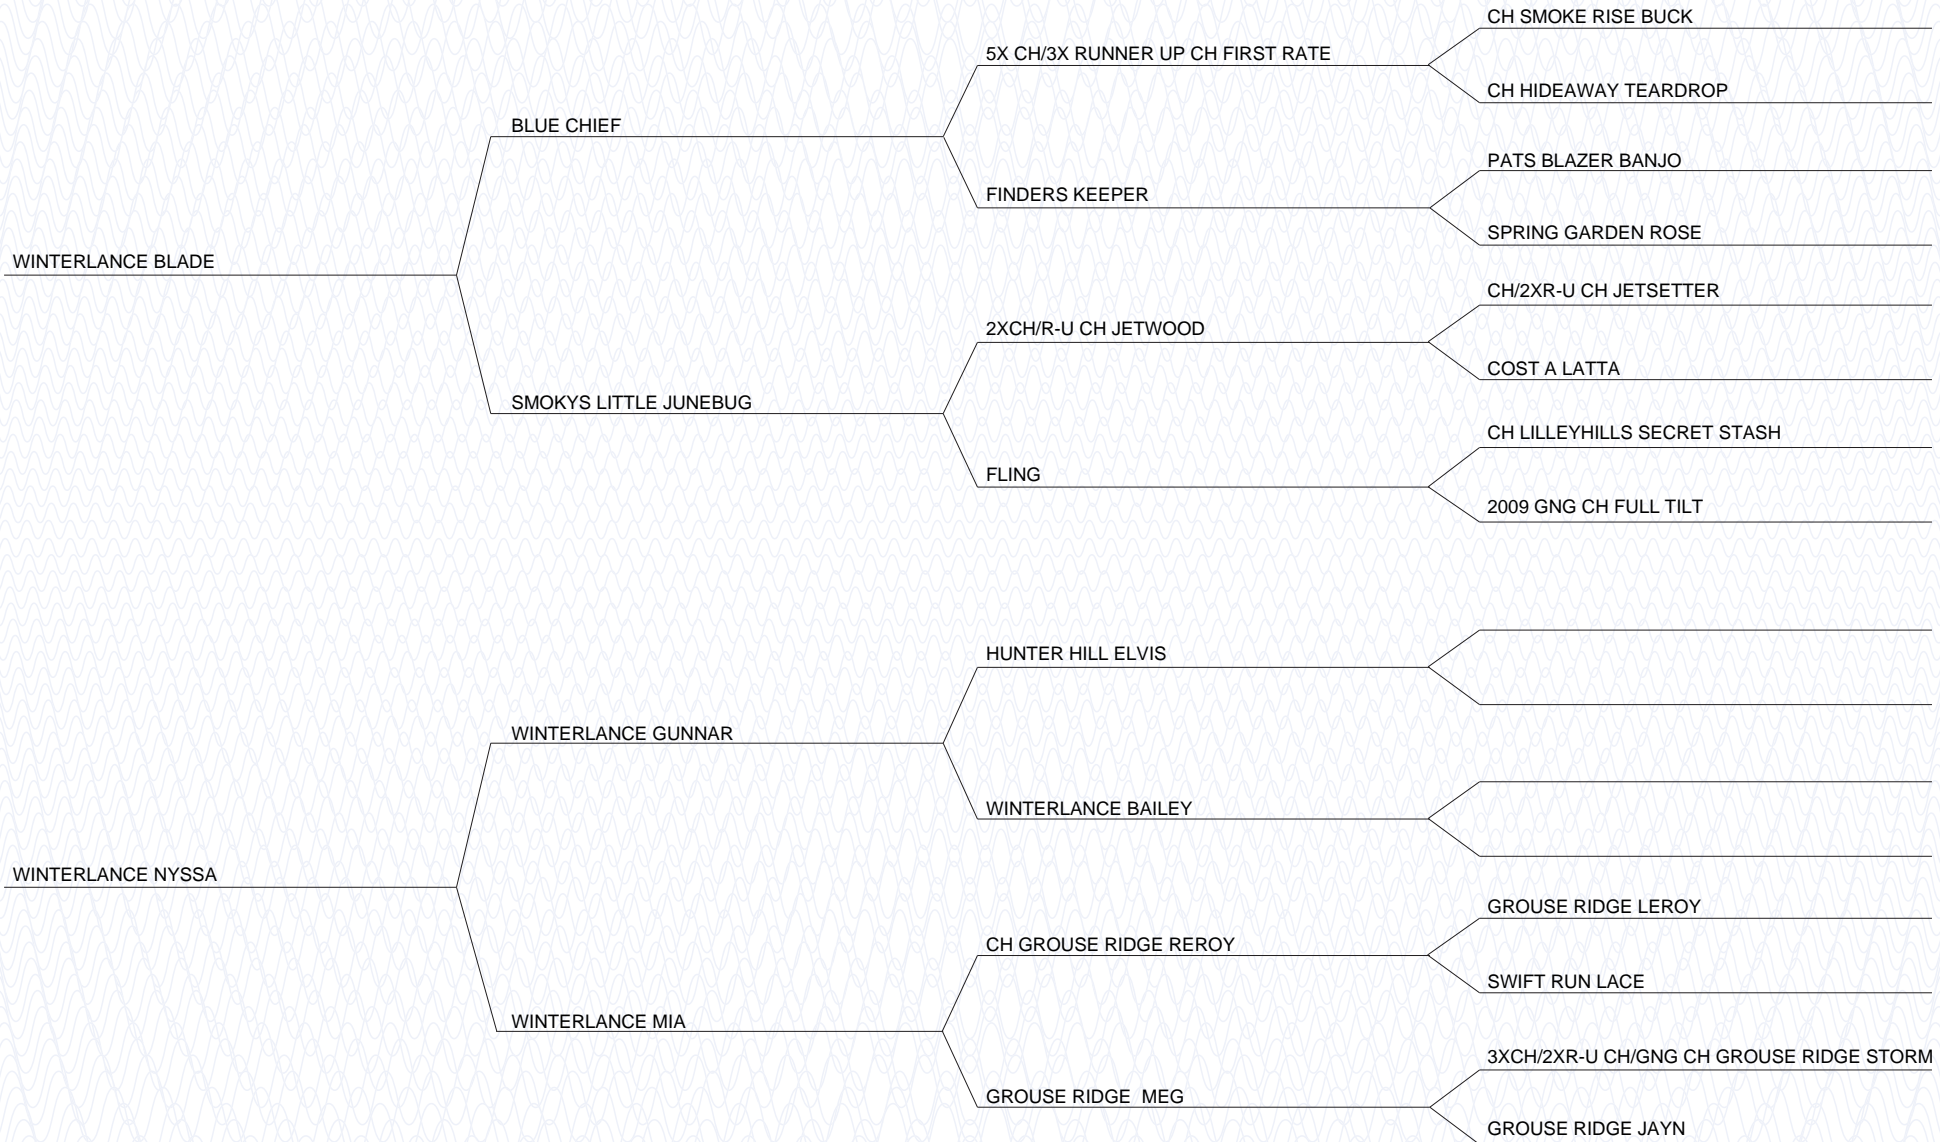 CH SMOKE RISE BUCK
5X CH/3X RUNNER UP CH FIRST RATE
CH HIDEAWAY TEARDROP
BLUE CHIEF
PATS BLAZER BANJO
FINDERS KEEPER
SPRING GARDEN ROSE
WINTERLANCE BLADE
CH/2XR-U CH JETSETTER
2XCH/R-U CH JETWOOD
COST A LATTA
SMOKYS LITTLE JUNEBUG
CH LILLEYHILLS SECRET STASH
FLING
2009 GNG CH FULL TILT
HUNTER HILL ELVIS
WINTERLANCE GUNNAR
WINTERLANCE BAILEY
WINTERLANCE NYSSA
GROUSE RIDGE LEROY
CH GROUSE RIDGE REROY
SWIFT RUN LACE
WINTERLANCE MIA
3XCH/2XR-U CH/GNG CH GROUSE RIDGE STORM
GROUSE RIDGE  MEG
GROUSE RIDGE JAYN